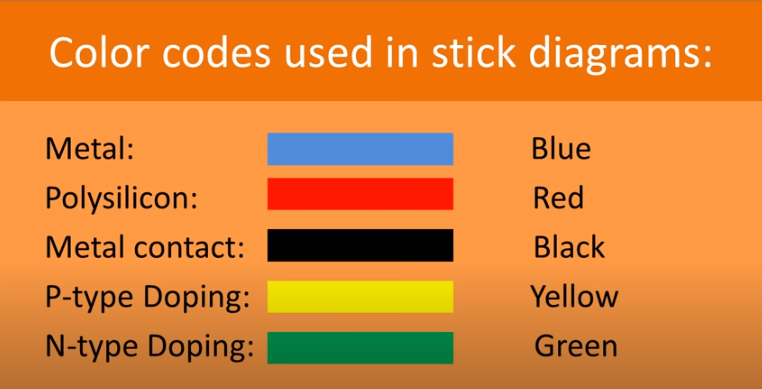 Color codes used in stick diagrams:
Metal: Blue
Polysilicon: Red
Metal contact: Black
P-type Doping: Yellow
N-type Doping: Green